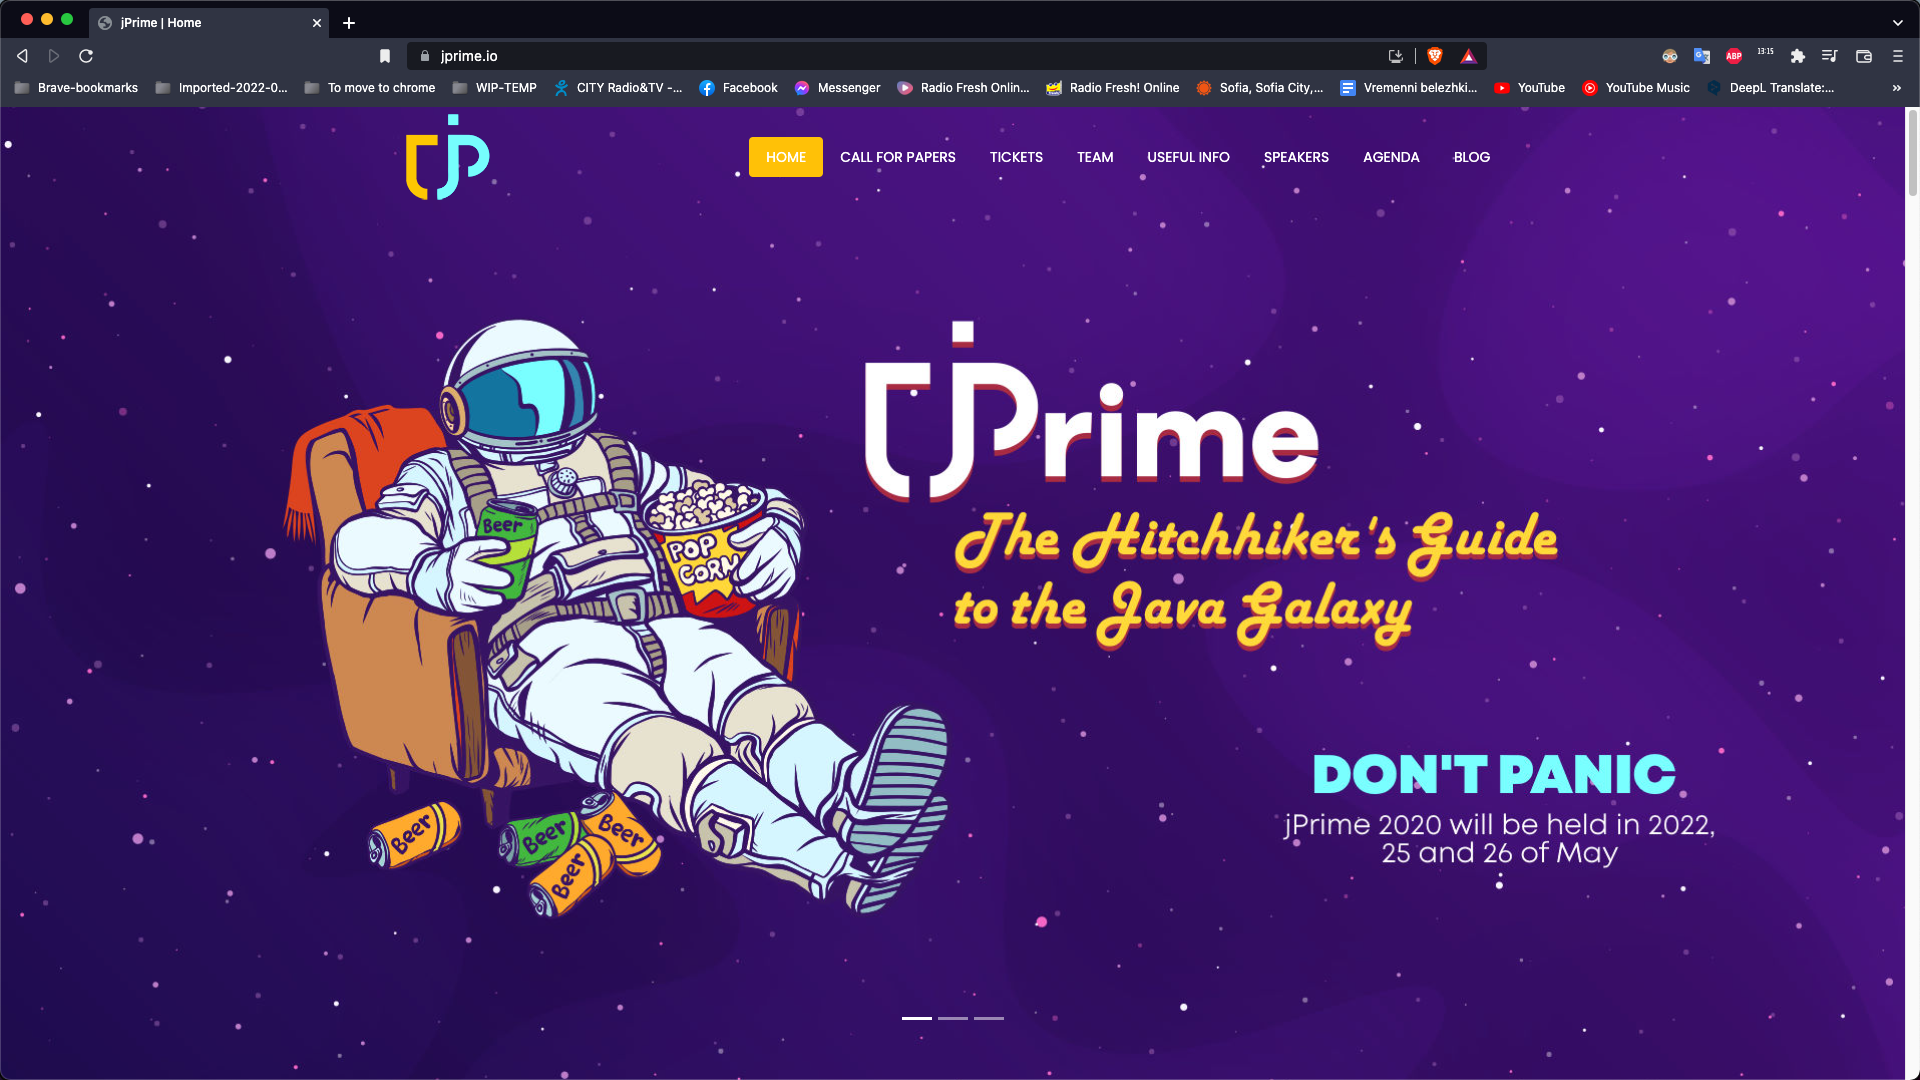 jPrime | Home
jprime.io
13:15
ABP
Brave-bookmarks
Imported-2022-0...
To move to chrome
WIP-TEMP
CITY Radio&TV -...
Facebook
Messenger
Radio Fresh Onlin...
Radio Fresh! Online
Sofia, Sofia City,...
Vremenni belezhki...
YouTube
YouTube Music
DeepL Translate:...
jP
HOME
CALL FOR PAPERS
TICKETS
TEAM
USEFUL INFO
SPEAKERS
AGENDA
BLOG
jPrime
The Hitchhiker's Guide
to the Java Galaxy
Beer
POP
CORN
DON'T PANIC
jPrime 2020 will be held in 2022,
25 and 26 of May
Beer
Beer
Beer
Beer